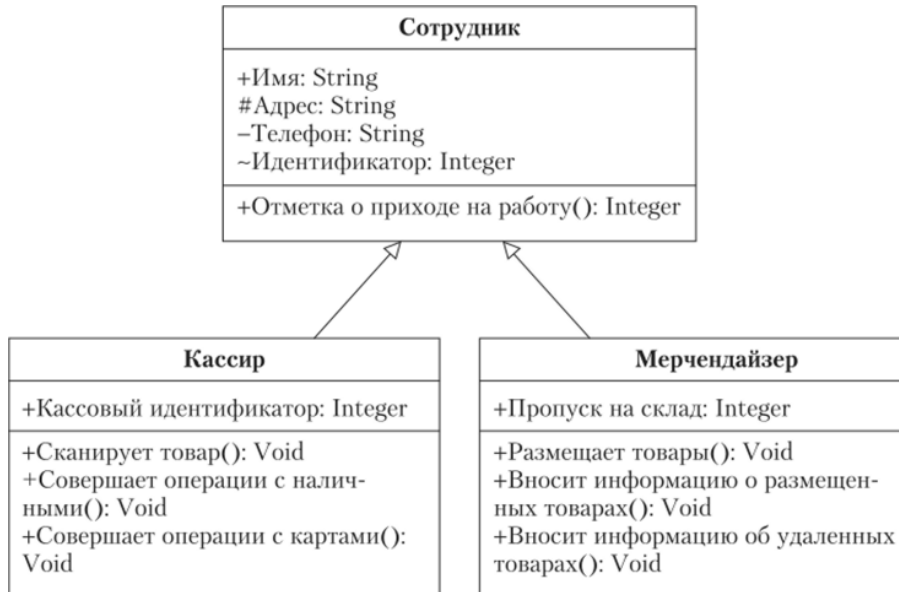 Сотрудник
+Имя: String
#Адрес: String
–Телефон: String
~Идентификатор: Integer
+Отметка о приходе на работу(): Integer
Кассир
+Кассовый идентификатор: Integer
+Сканирует товар(): Void
+Совершает операции с налич-
ными(): Void
+Совершает операции с картами():
Void
Мерчендайзер
+Пропуск на склад: Integer
+Размещает товары(): Void
+Вносит информацию о размещен-
ных товарах(): Void
+Вносит информацию об удаленных
товарах(): Void